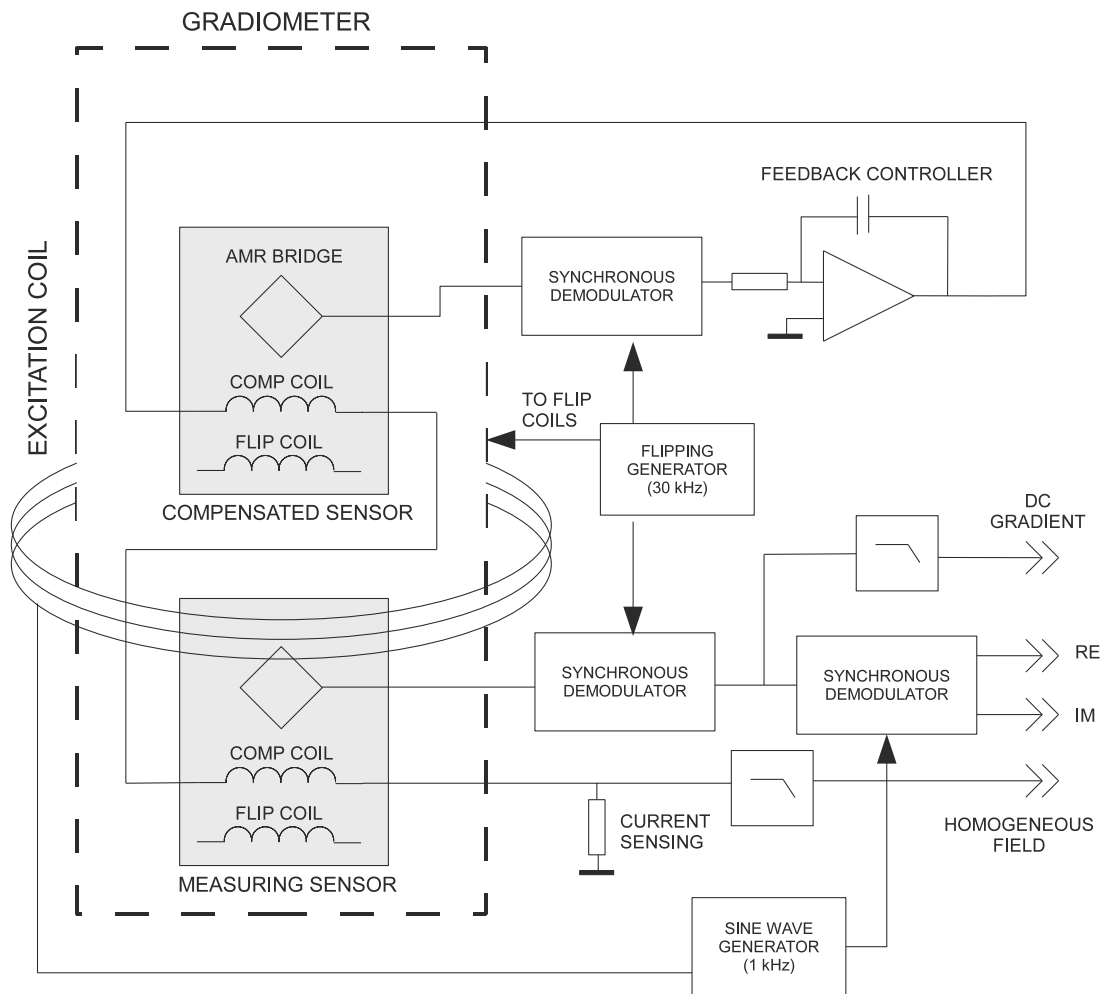 GRADIOMETER
EXCITATION COIL
FEEDBACK CONTROLLER
AMR BRIDGE
SYNCHRONOUS
DEMODULATOR
COMP COIL
FLIP COIL
COMPENSATED SENSOR
TO FLIP
COILS
FLIPPING
GENERATOR
(30 kHz)
DC
GRADIENT
SYNCHRONOUS
DEMODULATOR
SYNCHRONOUS
DEMODULATOR
RE
IM
COMP COIL
FLIP COIL
MEASURING SENSOR
CURRENT
SENSING
HOMOGENEOUS
FIELD
SINE WAVE
GENERATOR
(1 kHz)